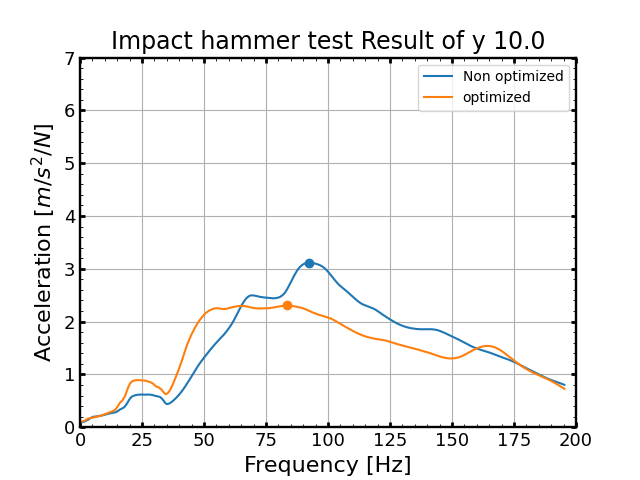 Impact hammer test Result of y 10.0
Non optimized
optimized
Acceleration [m/s²/N]
7
6
5
4
3
2
1
0
0 25 50 75 100 125 150 175 200
Frequency [Hz]